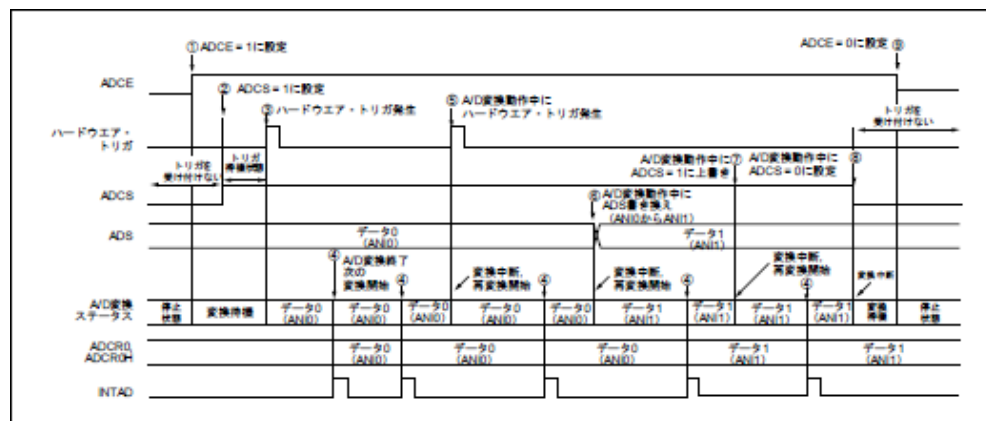 ① ADCE = 1に設定
ADCE = 0に設定 ⑨
ADCE
② ADCS = 1に設定
③ ハードウエア・トリガ発生
⑤ A/D変換動作中に
ハードウエア・トリガ発生
トリガを
受け付けない
ハードウエア・
トリガ
トリガを
受け付けない
トリガ
待機状態
A/D変換動作中に⑦
ADCS = 1に上書き
A/D変換動作中に ⑧
ADCS = 0に設定
ADCS
⑥ A/D変換動作中に
ADS書き換え
(ANI0からANI1)
ADS
データ0
(ANI0)
データ1
(ANI1)
④ A/D変換終了
次の
変換開始
④
変換中断,
再変換開始
④
変換中断,
再変換開始
④
変換中断,
再変換開始
④
変換中断
A/D変換
ステータス
停止
状態
変換待機
データ0
(ANI0)
データ0
(ANI0)
データ0
(ANI0)
データ0
(ANI0)
データ0
(ANI0)
データ1
(ANI1)
データ1
(ANI1)
データ1
(ANI1)
データ1
(ANI1)
変換
待機
停止
状態
ADCR0,
ADCR0H
データ0
(ANI0)
データ0
(ANI0)
データ0
(ANI0)
データ1
(ANI1)
データ1
(ANI1)
INTAD